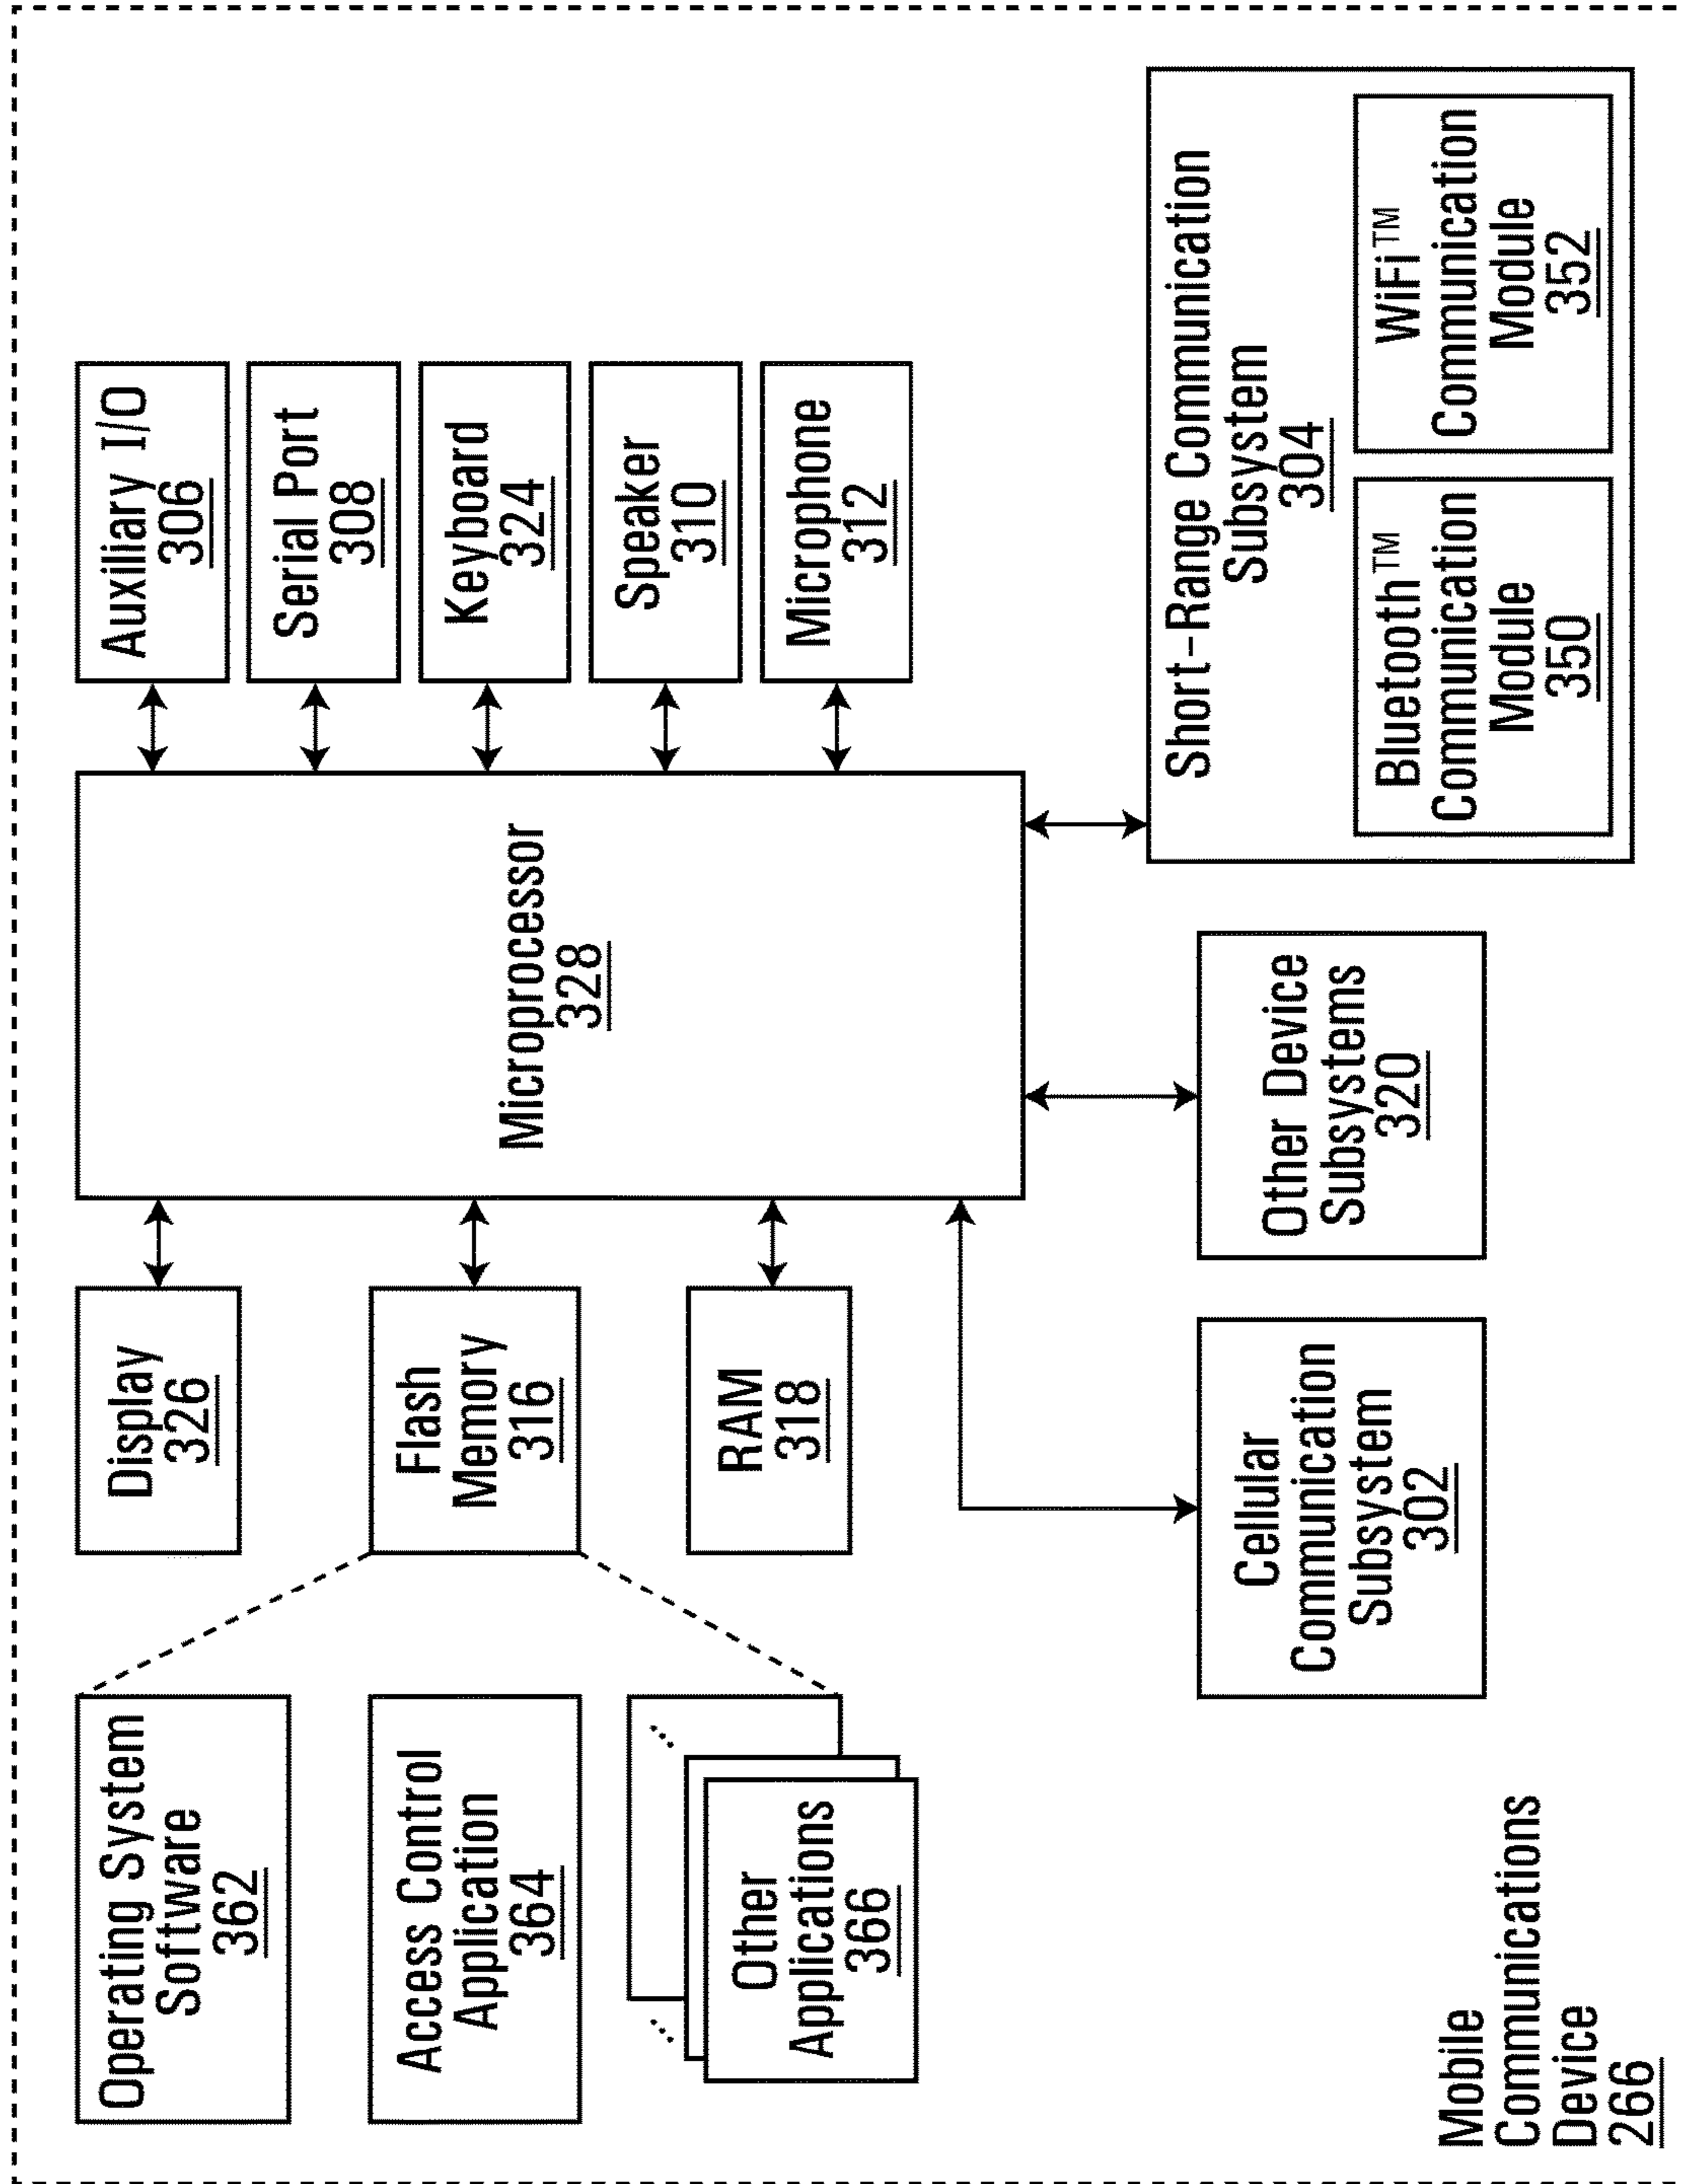 Operating System
Software
362
Access Control
Application
364
Other
Applications
366
Display
326
Flash
Memory
316
RAM
318
Microprocessor
328
Auxiliary I/O
306
Serial Port
308
Keyboard
324
Speaker
310
Microphone
312
Mobile
Communications
Device
266
Cellular
Communication
Subsystem
302
Other Device
Subsystems
320
Short-Range Communication
Subsystem
304
Bluetooth™
Communication
Module
350
WiFi™
Communication
Module
352